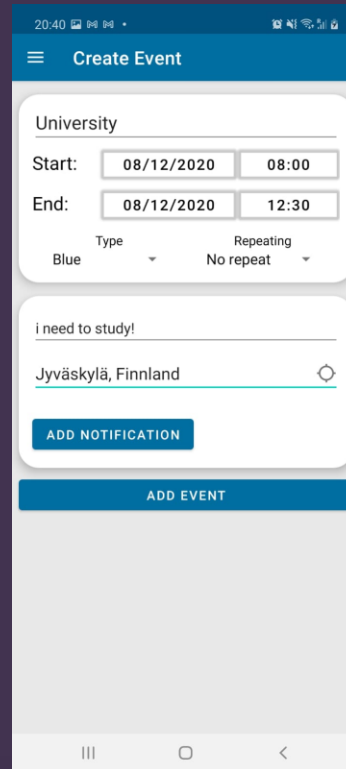 20:40
Create Event
University
Start: 08/12/2020 08:00
End: 08/12/2020 12:30
Type Repeating
Blue No repeat
i need to study!
Jyväskylä, Finnland
ADD NOTIFICATION
ADD EVENT